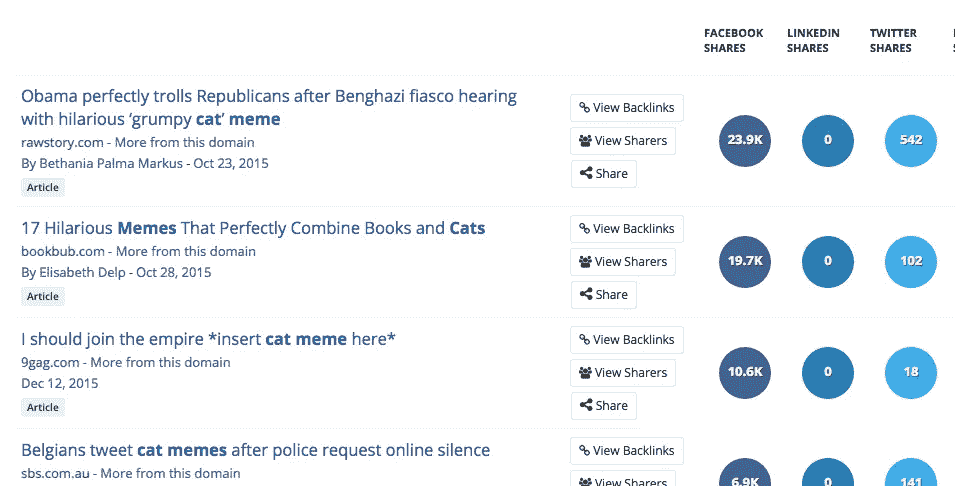 FACEBOOK SHARES LINKEDIN SHARES TWITTER SHARES
Obama perfectly trolls Republicans after Benghazi fiasco hearing
with hilarious ‘grumpy cat’ meme
rawstory.com - More from this domain
By Bethania Palma Markus - Oct 23, 2015
Article
View Backlinks
View Sharers
Share
23.9K 0 542
17 Hilarious Memes That Perfectly Combine Books and Cats
bookbub.com - More from this domain
By Elisabeth Delp - Oct 28, 2015
Article
View Backlinks
View Sharers
Share
19.7K 0 102
I should join the empire *insert cat meme here*
9gag.com - More from this domain
Dec 12, 2015
Article
View Backlinks
View Sharers
Share
10.6K 0 18
Belgians tweet cat memes after police request online silence
sbs.com.au - More from this domain
View Backlinks
View Sharers
6.9K 0 141